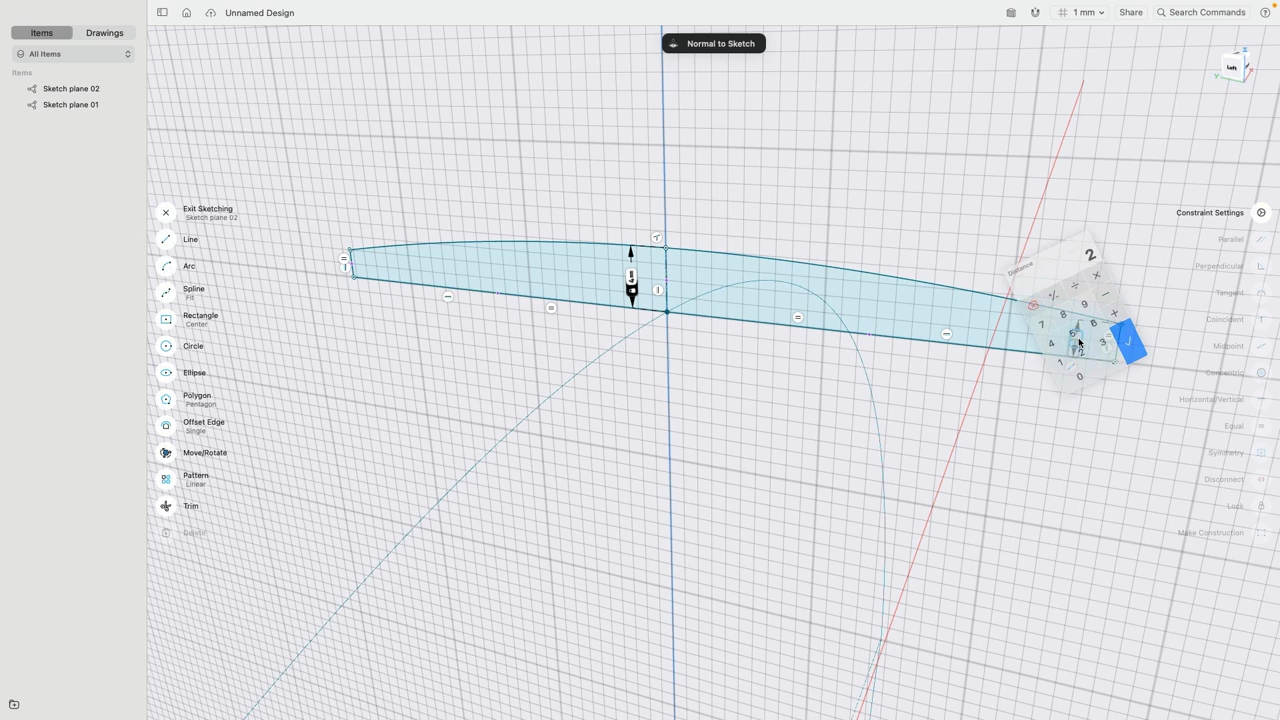 Unnamed Design
1 mm
Share
Search Commands
Normal to Sketch
Items
Drawings
All Items
Items
Sketch plane 02
Sketch plane 01
Left
Exit Sketching
Sketch plane 02
Line
Arc
Spline
Fit
Rectangle
Center
Circle
Ellipse
Polygon
Pentagon
Offset Edge
Single
Move/Rotate
Pattern
Linear
Trim
Delete
Distance
2
+/-
÷
−
7
8
9
+
4
5
6
1
2
3
0
Constraint Settings
Parallel
Perpendicular
Tangent
Coincident
Midpoint
Concentric
Horizontal/Vertical
Equal
Symmetry
Disconnect
Lock
Make Construction